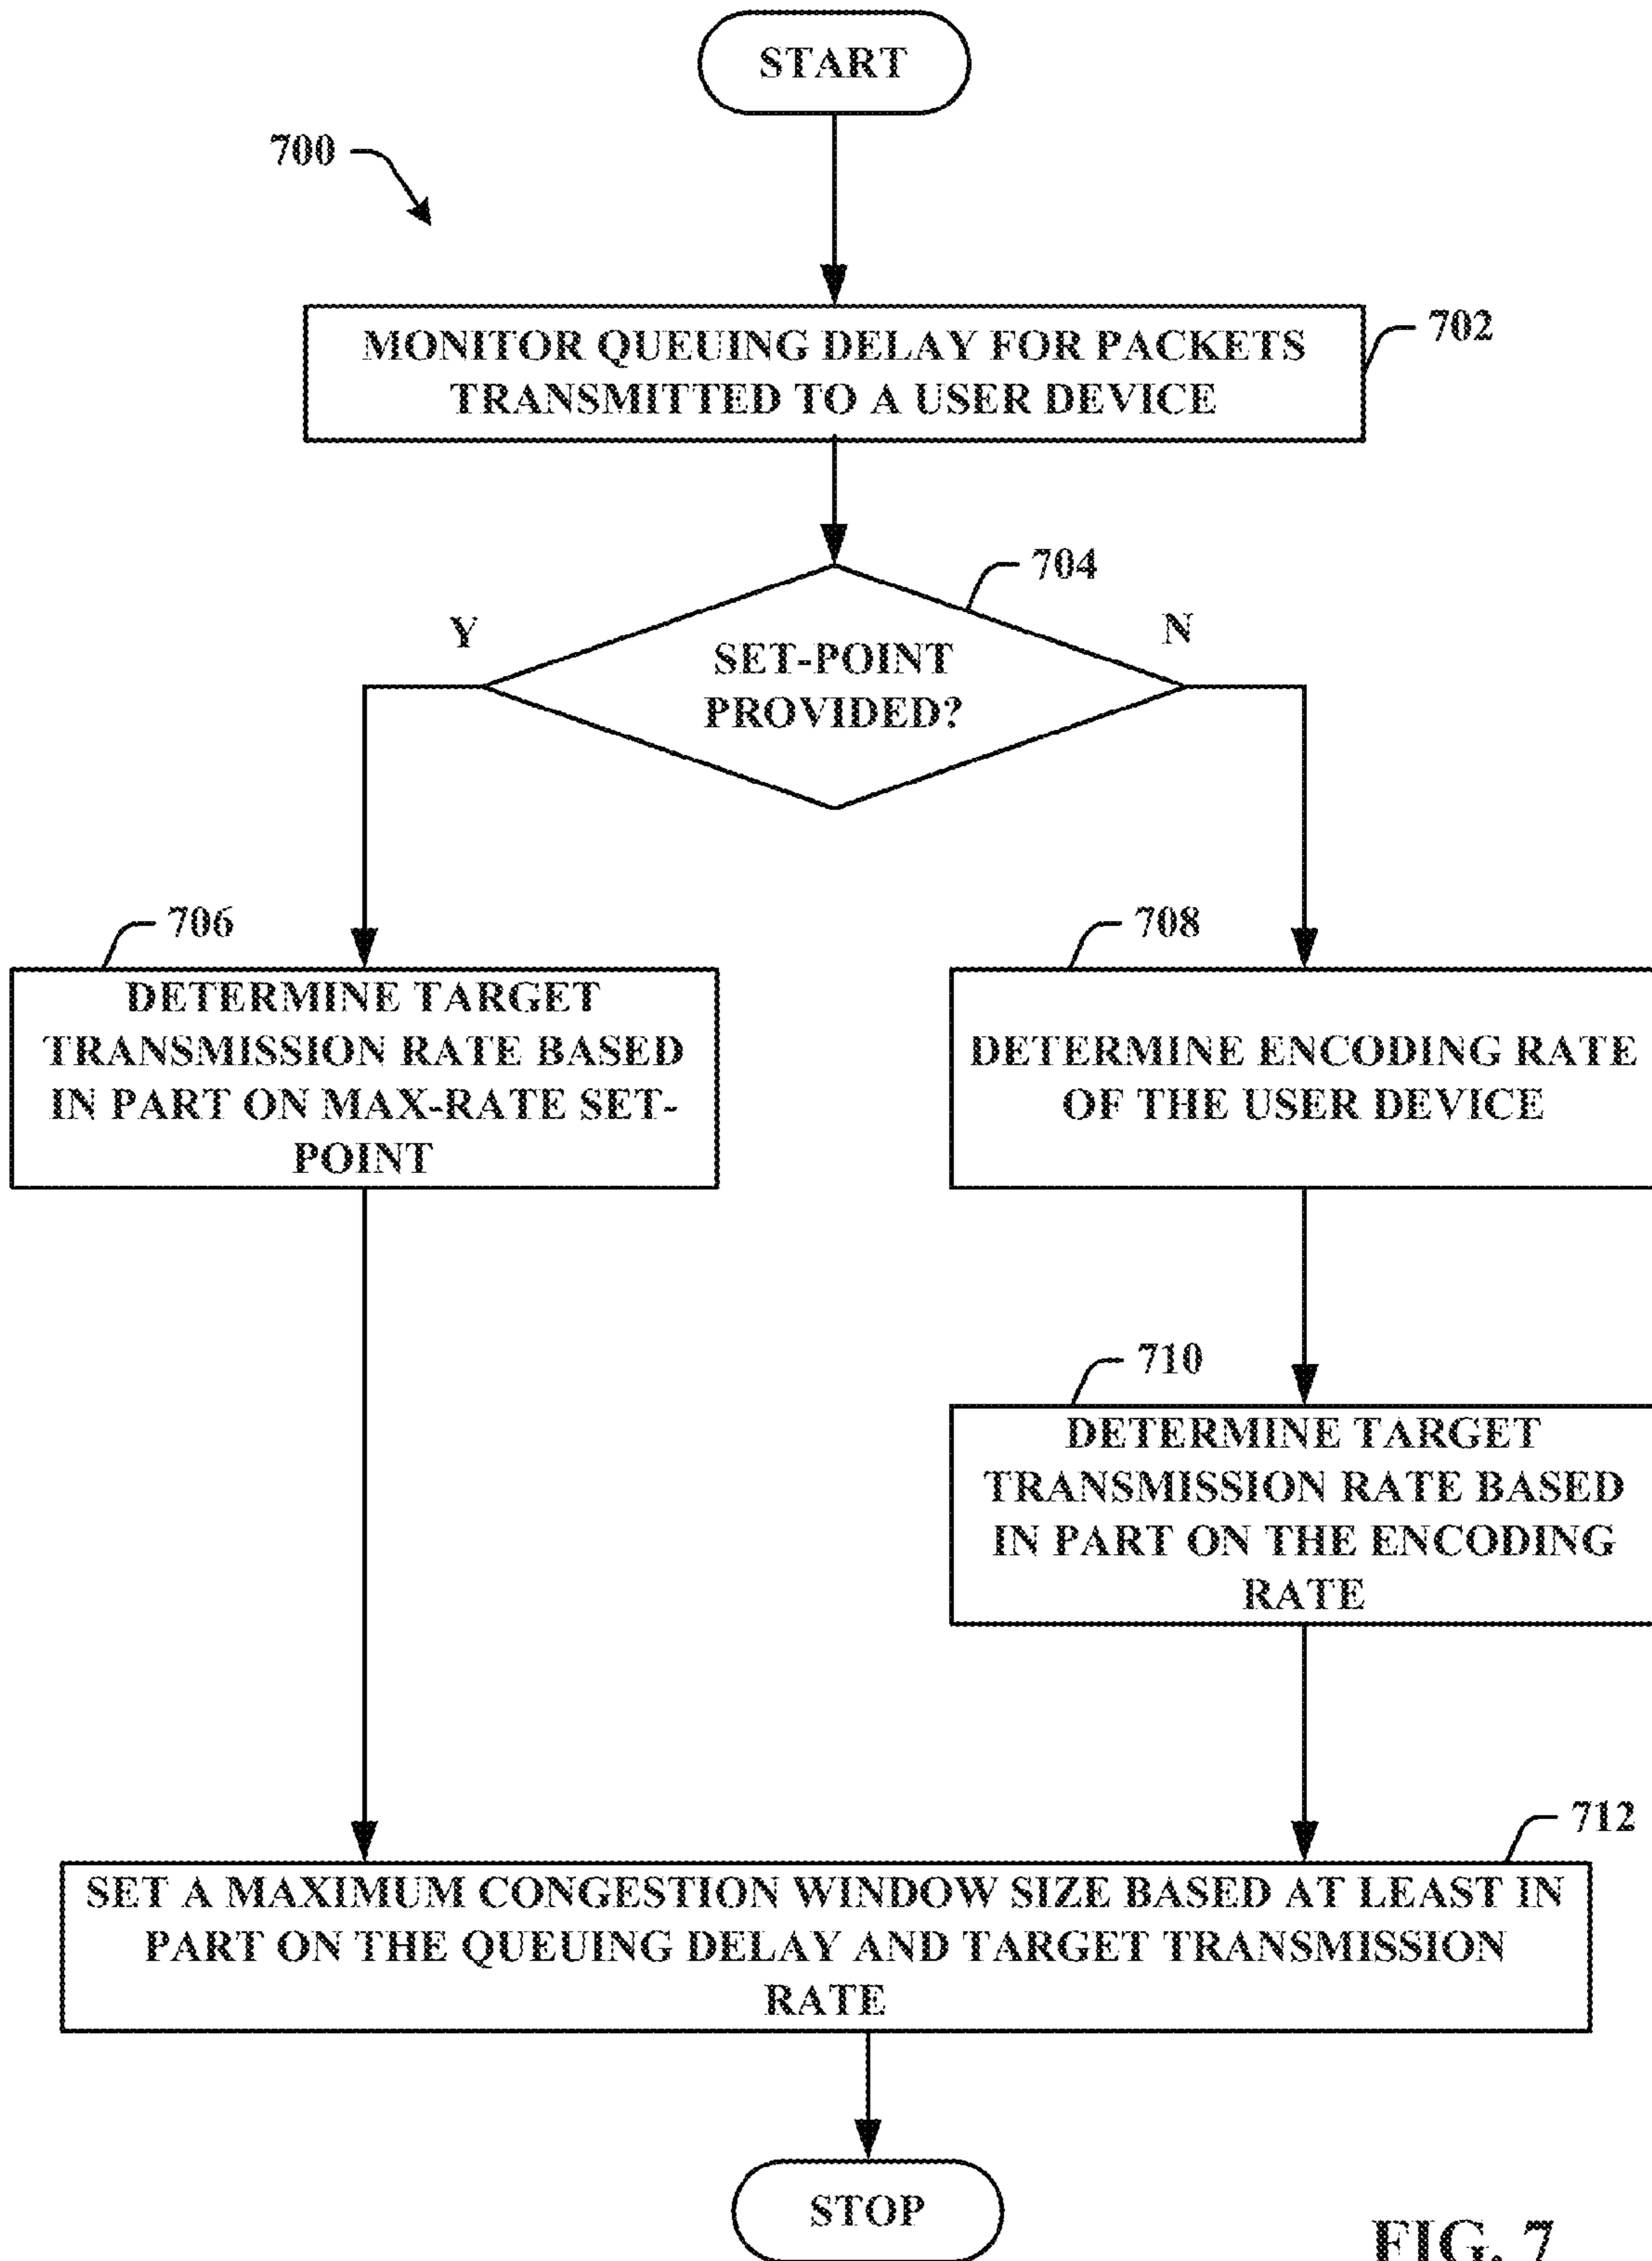 START
700
MONITOR QUEUING DELAY FOR PACKETS
TRANSMITTED TO A USER DEVICE
702
704
Y
N
SET-POINT
PROVIDED?
706
DETERMINE TARGET
TRANSMISSION RATE BASED
IN PART ON MAX-RATE SET-
POINT
708
DETERMINE ENCODING RATE
OF THE USER DEVICE
710
DETERMINE TARGET
TRANSMISSION RATE BASED
IN PART ON THE ENCODING
RATE
712
SET A MAXIMUM CONGESTION WINDOW SIZE BASED AT LEAST IN
PART ON THE QUEUING DELAY AND TARGET TRANSMISSION
RATE
STOP
FIG. 7